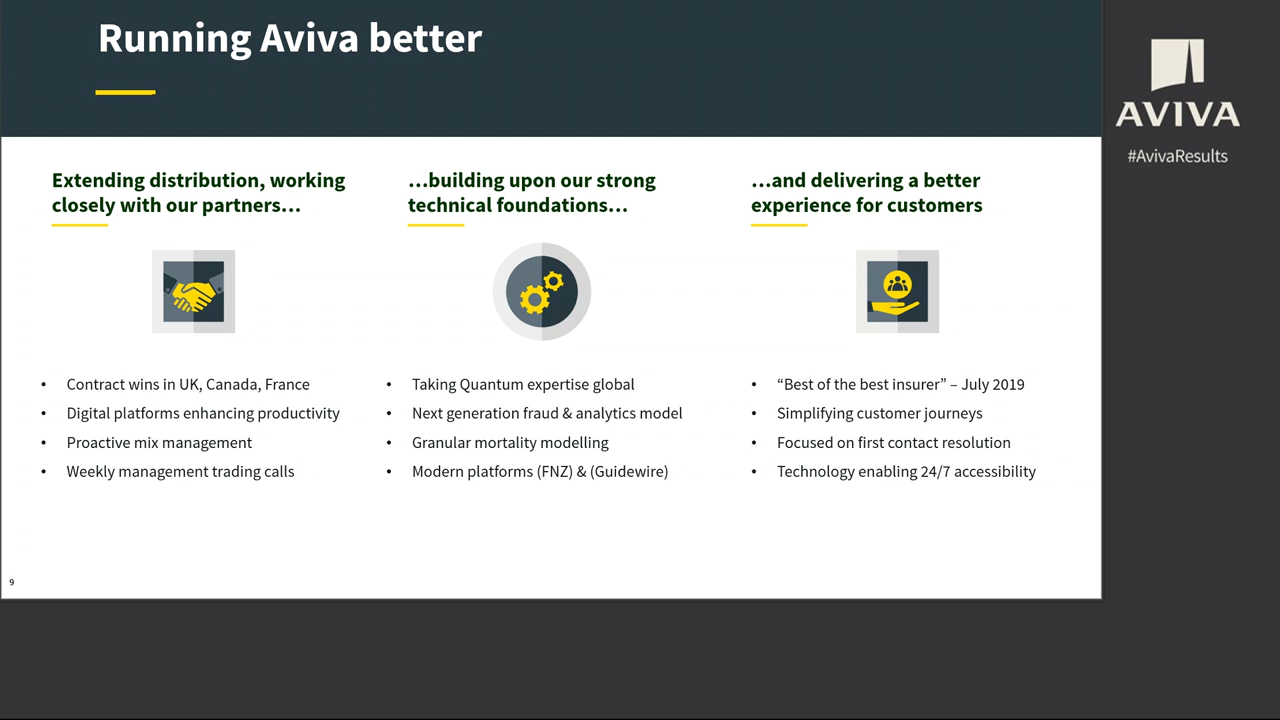 Running Aviva better
AVIVA
#AvivaResults
Extending distribution, working
closely with our partners…
• Contract wins in UK, Canada, France
• Digital platforms enhancing productivity
• Proactive mix management
• Weekly management trading calls
…building upon our strong
technical foundations…
• Taking Quantum expertise global
• Next generation fraud & analytics model
• Granular mortality modelling
• Modern platforms (FNZ) & (Guidewire)
…and delivering a better
experience for customers
• “Best of the best insurer” – July 2019
• Simplifying customer journeys
• Focused on first contact resolution
• Technology enabling 24/7 accessibility
9